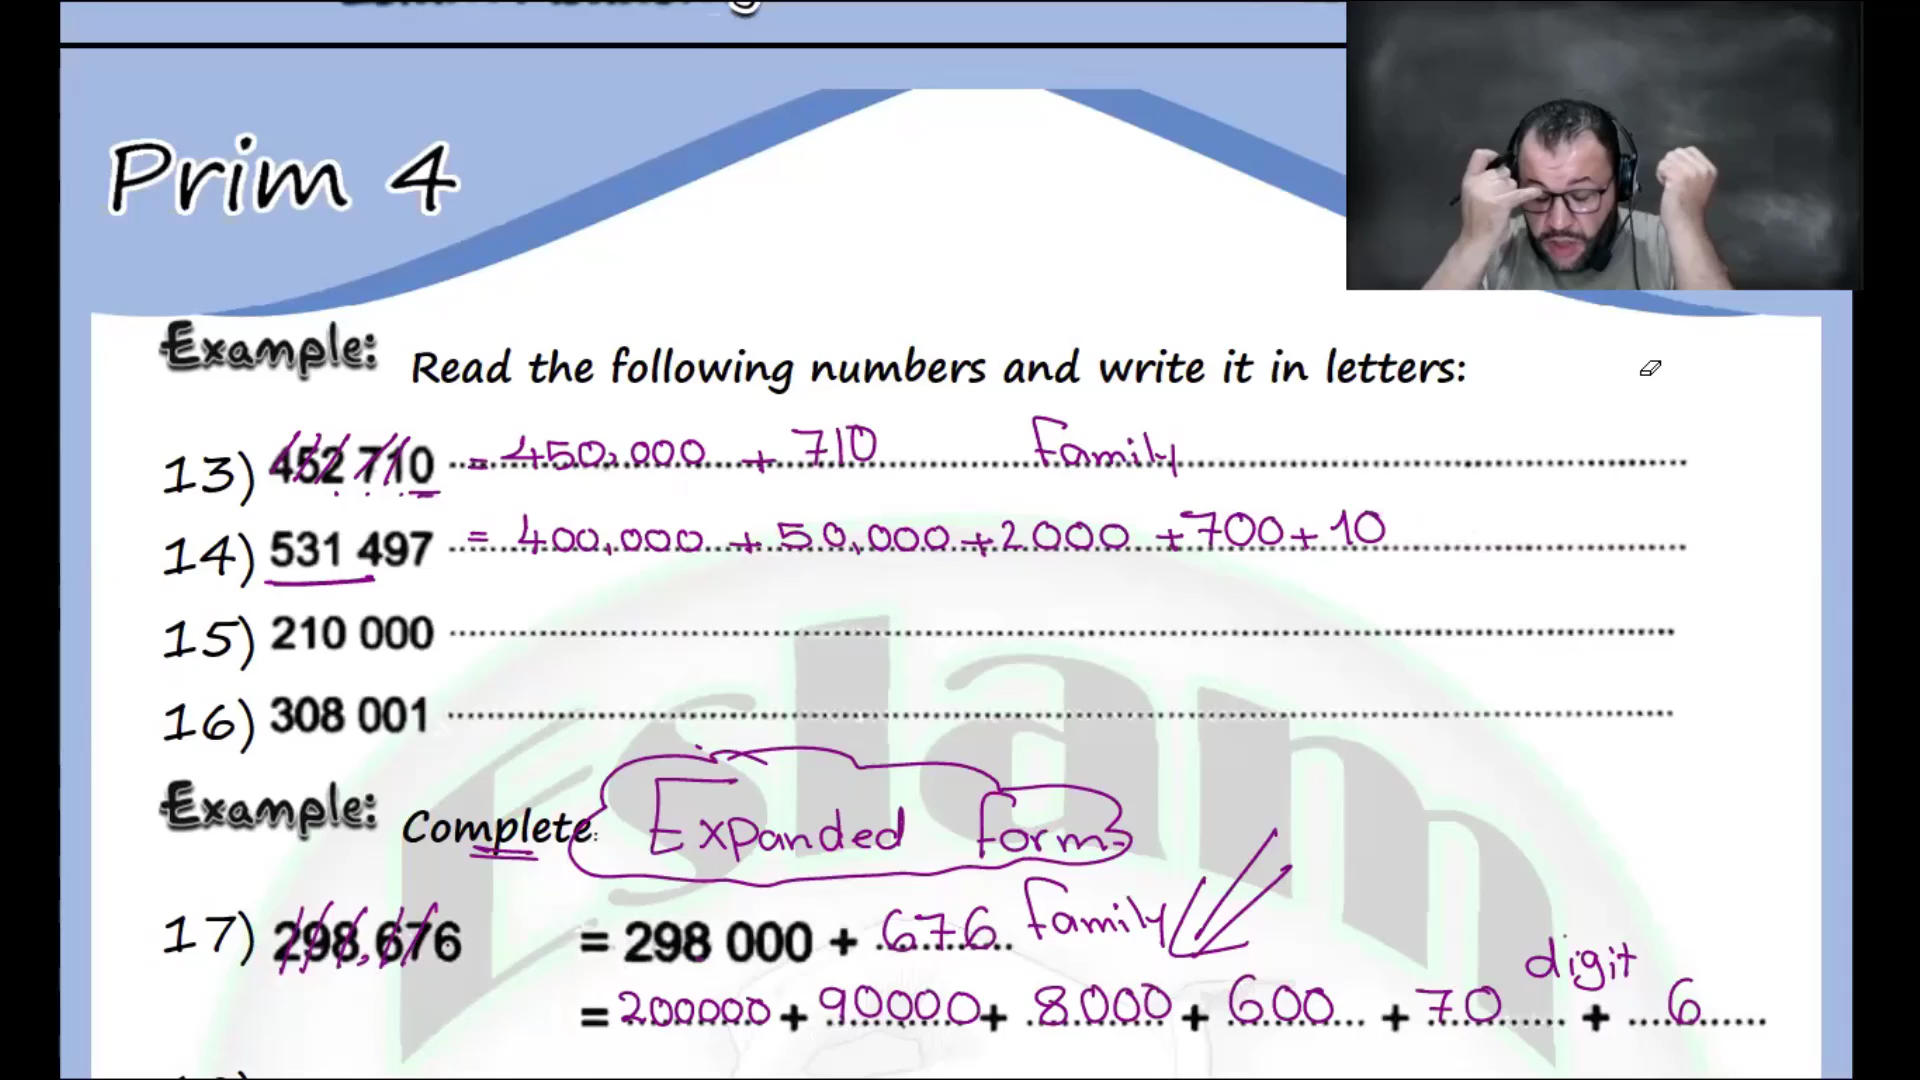 Prim 4
Example: Read the following numbers and write it in letters:
13) 452 710 = 450,000 + 710 Family
14) 531 497 = 400,000 + 50,000 + 2000 + 700 + 10
15) 210 000
16) 308 001
Example: Complete: Expanded form
17) 298,676 = 298 000 + 676 family
digit
= 200000 + 90000 + 8000 + 600 + 70 + 6
Eslam